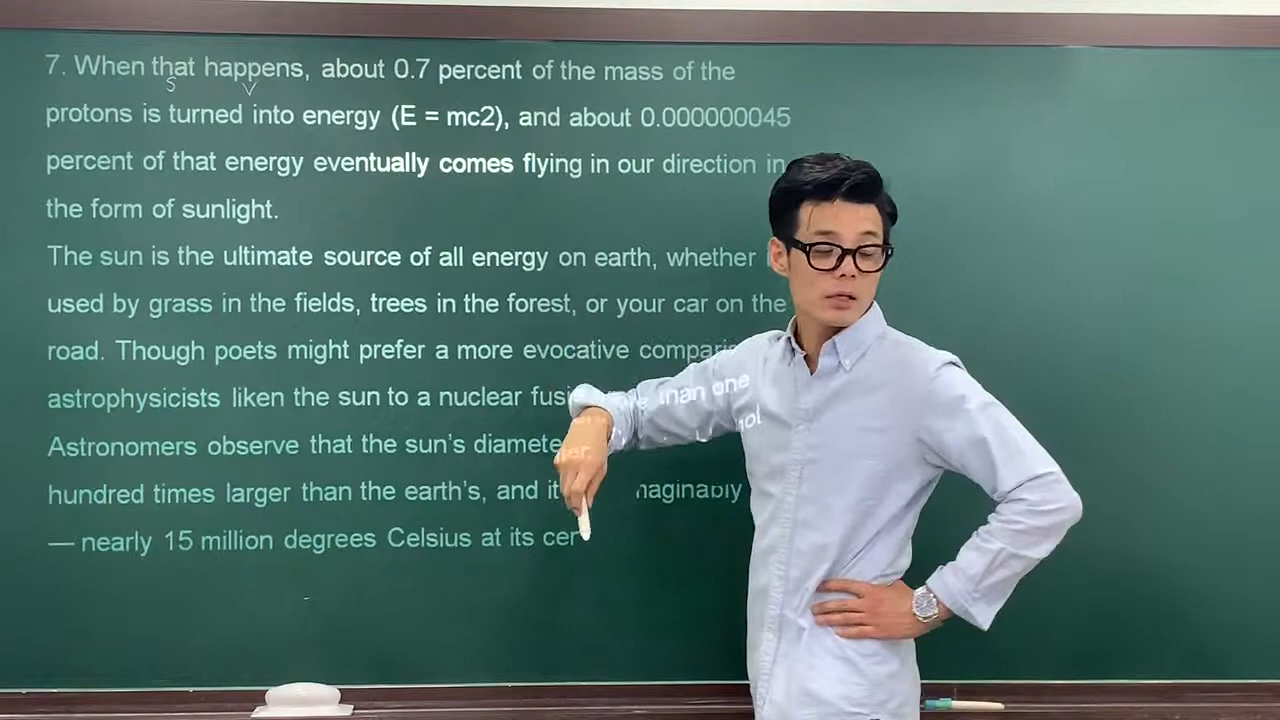 7. When that happens, about 0.7 percent of the mass of the
S V
protons is turned into energy (E = mc2), and about 0.000000045
percent of that energy eventually comes flying in our direction in
the form of sunlight.
The sun is the ultimate source of all energy on earth, whether
used by grass in the fields, trees in the forest, or your car on the
road. Though poets might prefer a more evocative
astrophysicists liken the sun to a nuclear
Astronomers observe that the sun's than one
hundred times larger than the earth's, and it
— nearly 15 million degrees Celsius at its